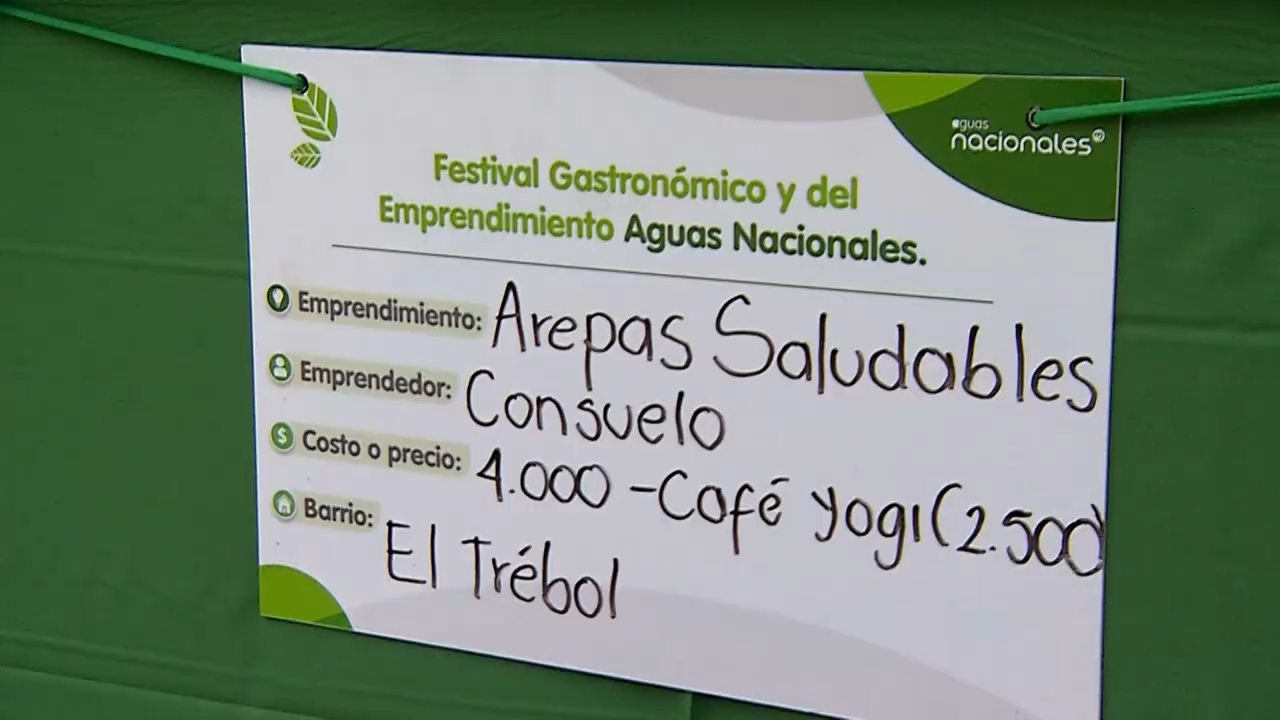 aguas
nacionales
Festival Gastronómico y del
Emprendimiento Aguas Nacionales.
Emprendimiento: Arepas Saludables
Emprendedor: Consuelo
Costo o precio: 4.000 - Café yogi (2.500)
Barrio: El Trébol